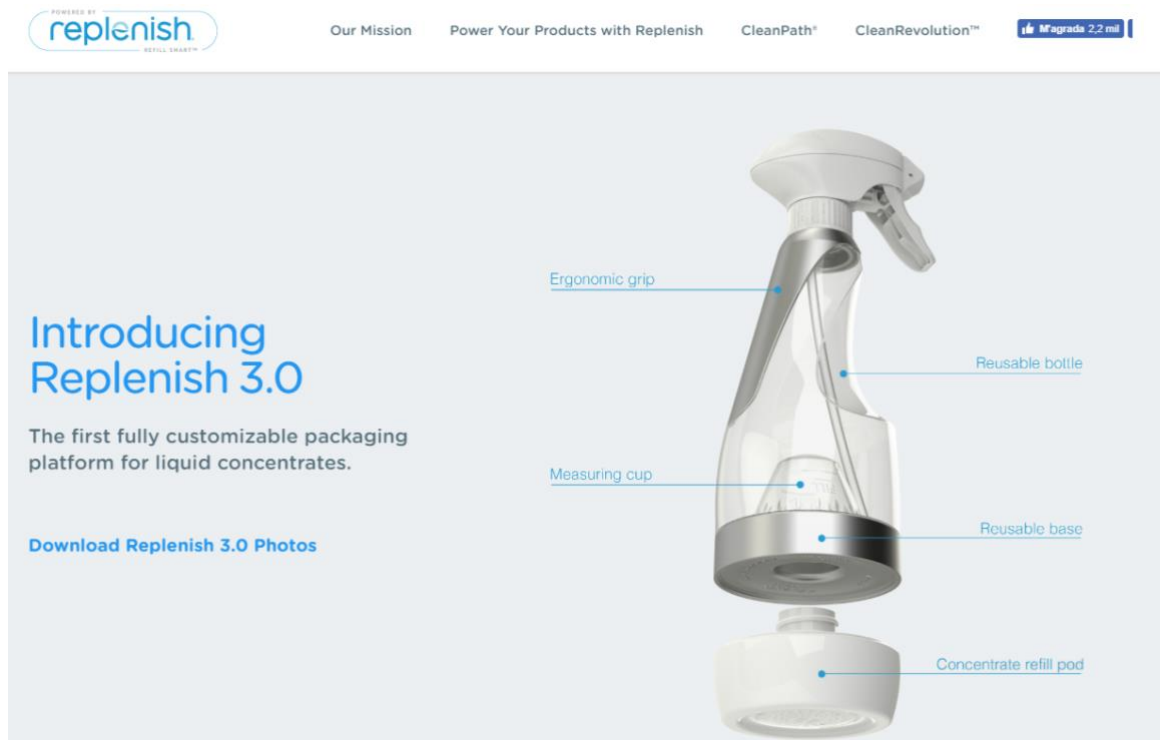 POWERED BY
replenish
REFILL SMART™
Our Mission
Power Your Products with Replenish
CleanPath®
CleanRevolution™
M'agrada 2,2 mil
Ergonomic grip
Introducing
Replenish 3.0
Reusable bottle
The first fully customizable packaging
platform for liquid concentrates.
Measuring cup
Reusable base
Download Replenish 3.0 Photos
Concentrate refill pod